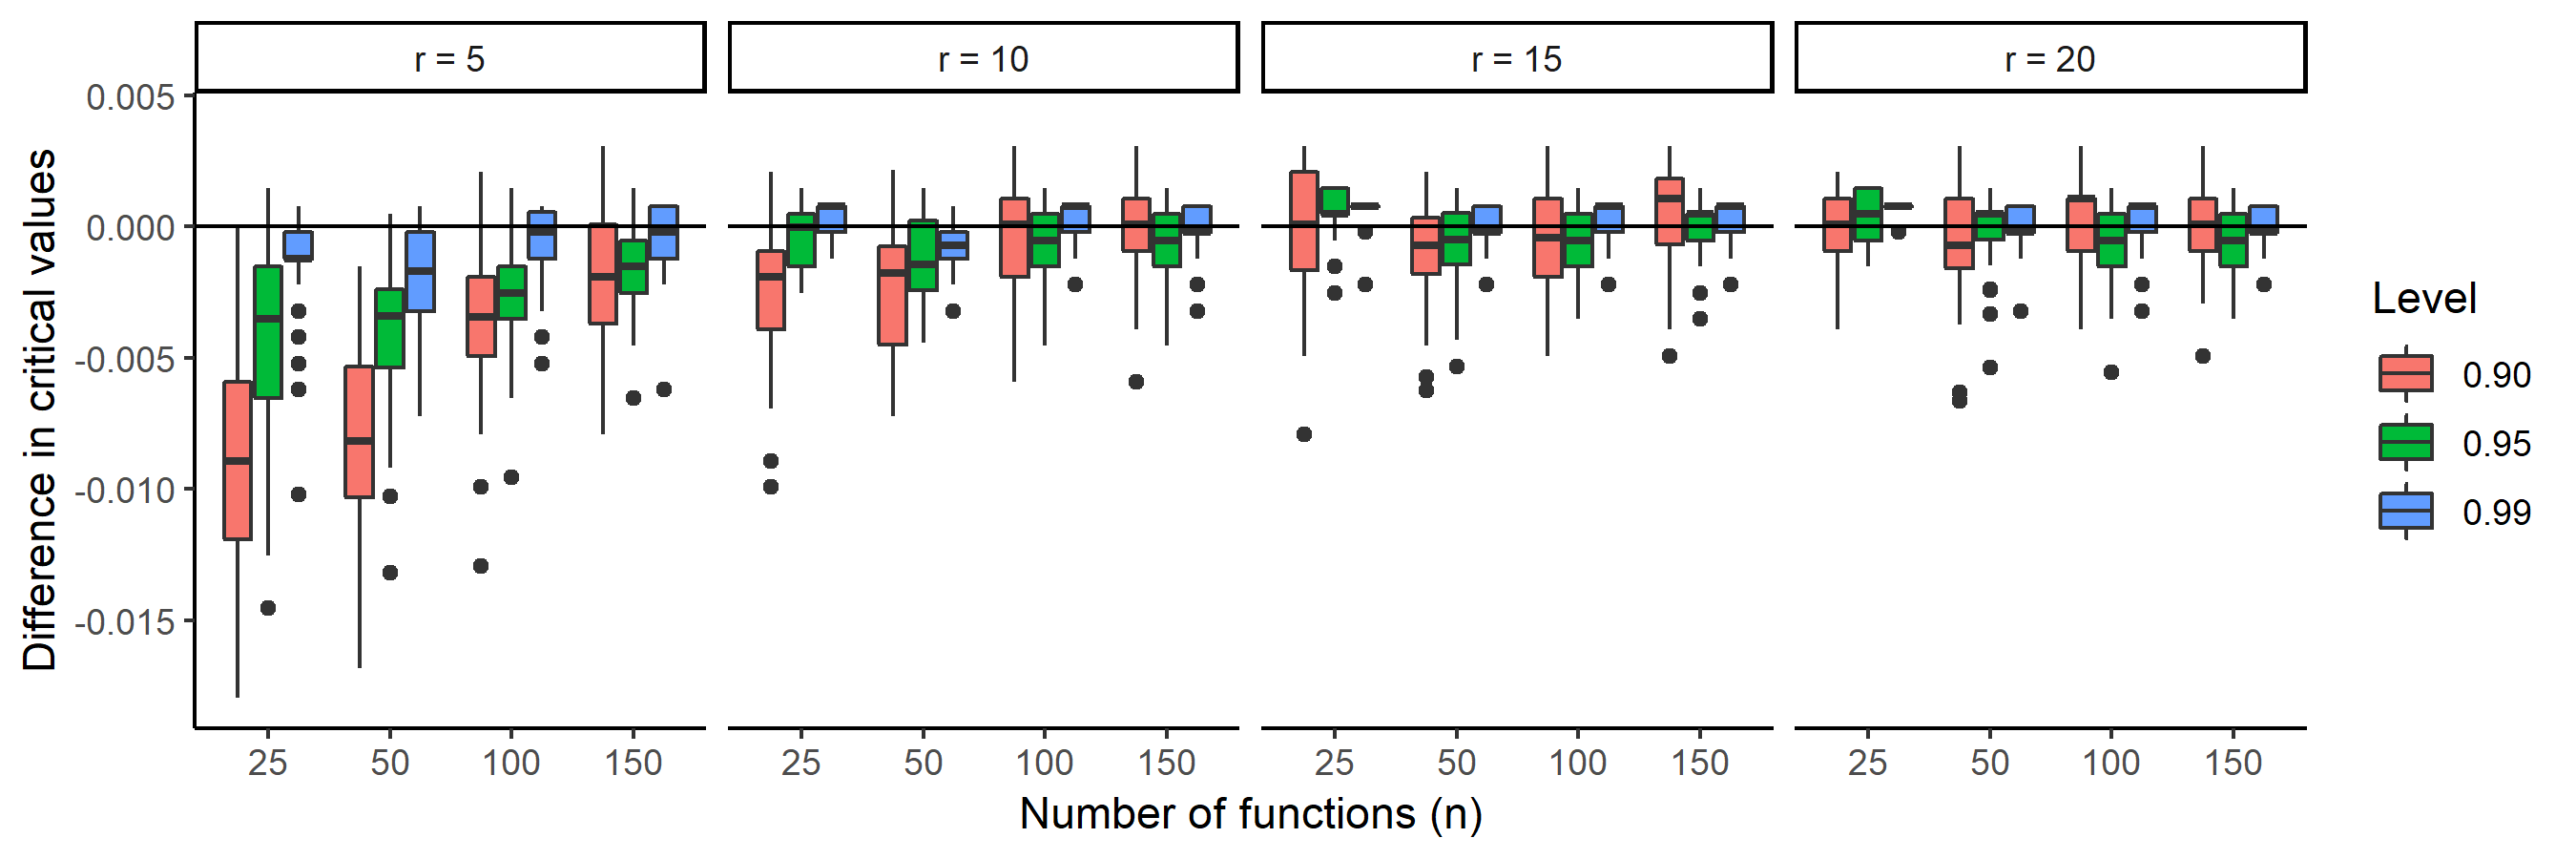 r = 5
r = 10
r = 15
r = 20
Difference in critical values
0.005
0.000
-0.005
-0.010
-0.015
25 50 100 150
25 50 100 150
25 50 100 150
25 50 100 150
Number of functions (n)
Level
0.90
0.95
0.99